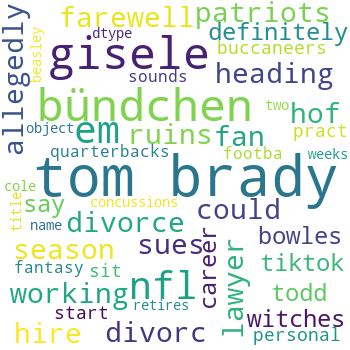 farewell patriots
gisele definitely
allegedly
beasley
dtype
buccaneers
sounds heading
bündchen
em ruins fan hof
two
object
quarterbacks
footba
pract
weeks
tom brady
cole
title
concussions
say divorce could
name
bowles
season sues
career
lawyer
tiktok
fantasy sit nfl
todd
working
start
witches
hire divorc
retires
personal